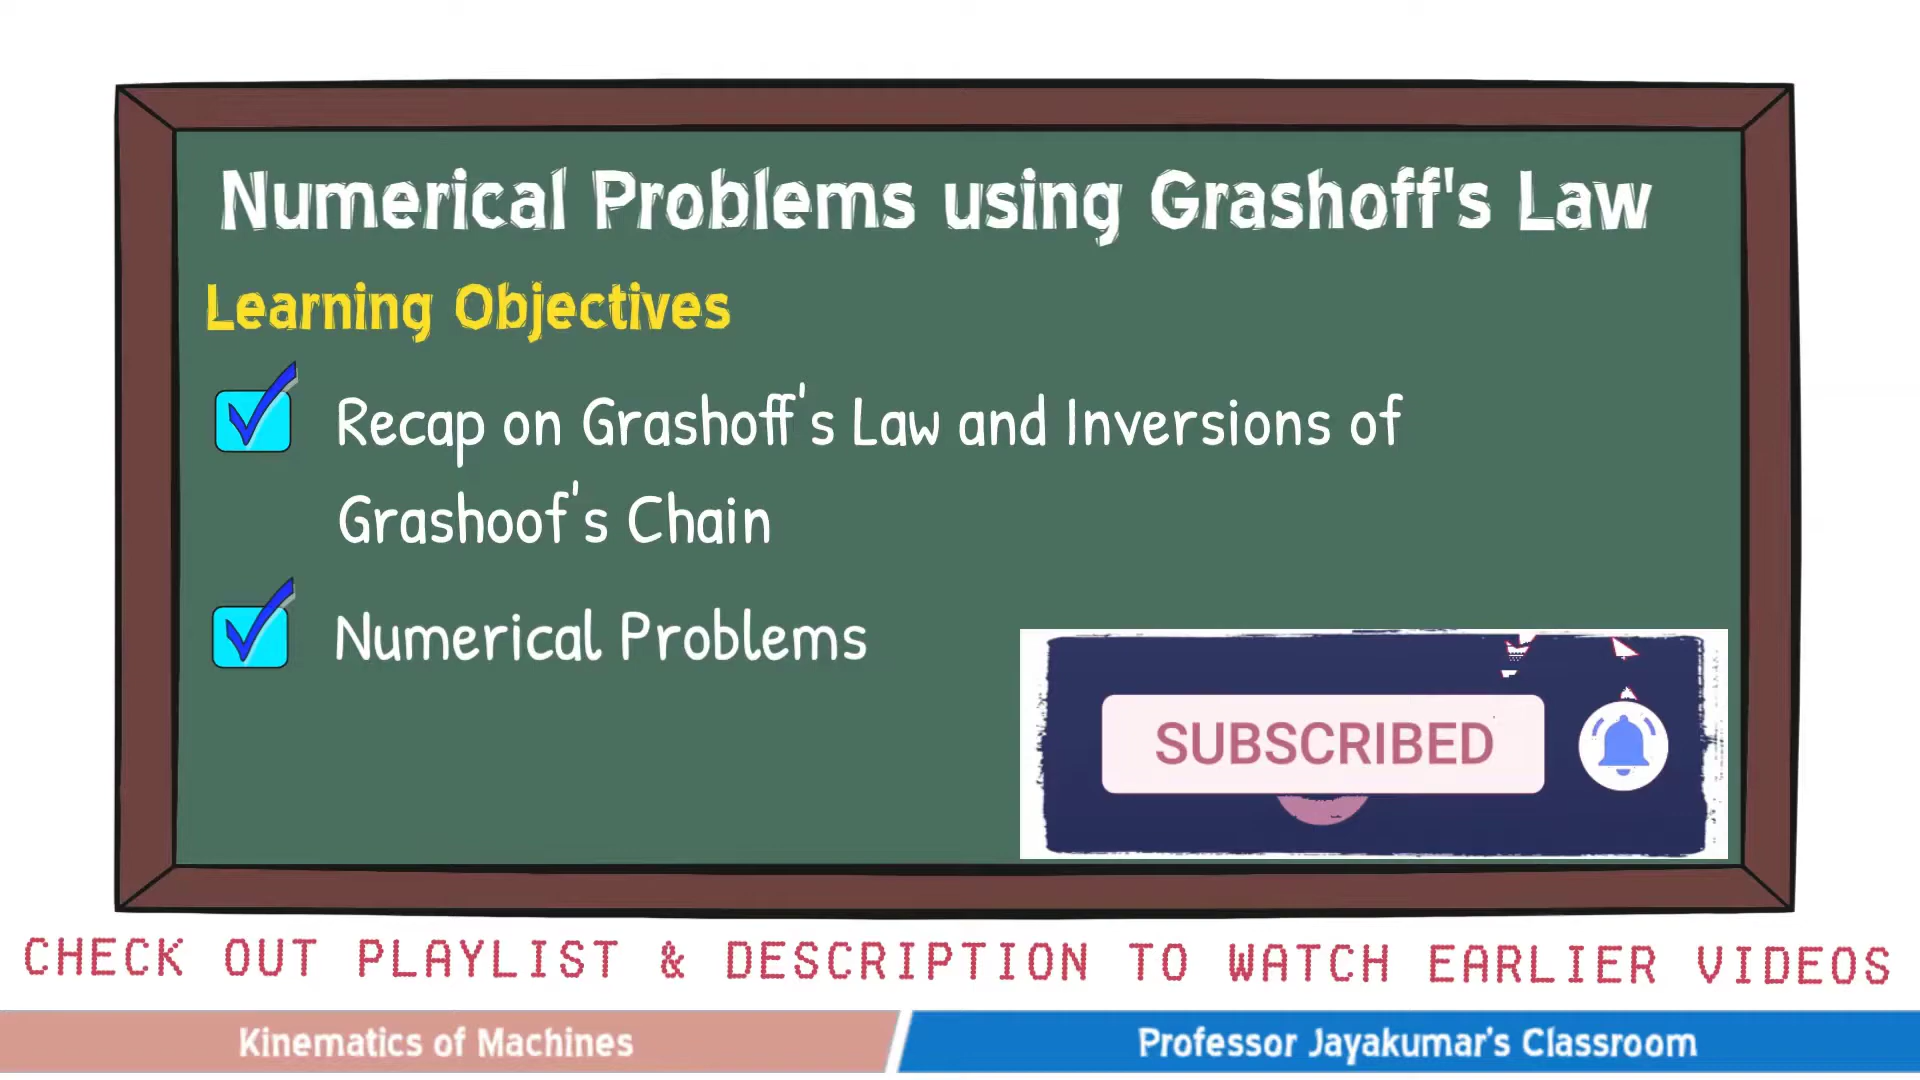 Numerical Problems using Grashoff's Law
Learning Objectives
Recap on Grashoff's Law and Inversions of
Grashoof's Chain
Numerical Problems
SUBSCRIBED
CHECK OUT PLAYLIST & DESCRIPTION TO WATCH EARLIER VIDEOS
Kinematics of Machines
Professor Jayakumar's Classroom